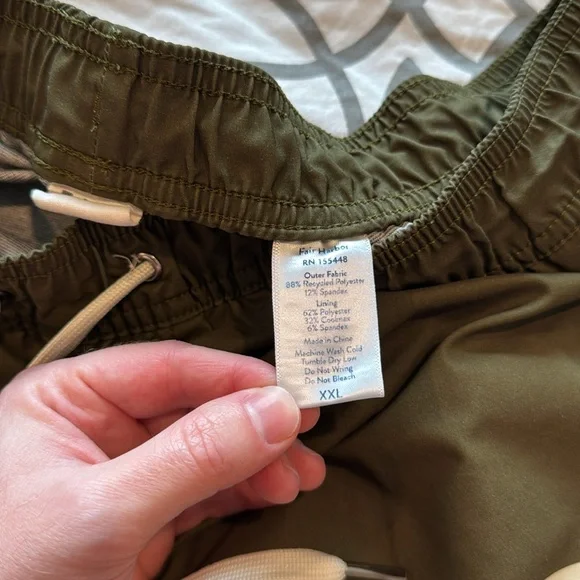 Fair Harbor
RN 155448
Outer Fabric
88% Recycled Polyester
12% Spandex
Lining
62% Polyester
32% Coolmax
6% Spandex
Made in China
Machine Wash Cold
Tumble Dry Low
Do Not Wring
Do Not Bleach
XXL